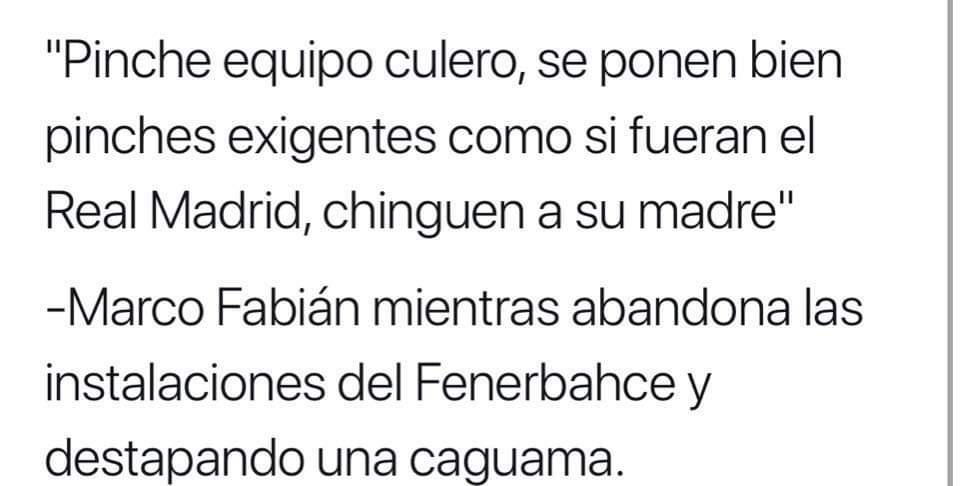 "Pinche equipo culero, se ponen bien
pinches exigentes como si fueran el
Real Madrid, chinguen a su madre"
-Marco Fabián mientras abandona las
instalaciones del Fenerbahce y
destapando una caguama.